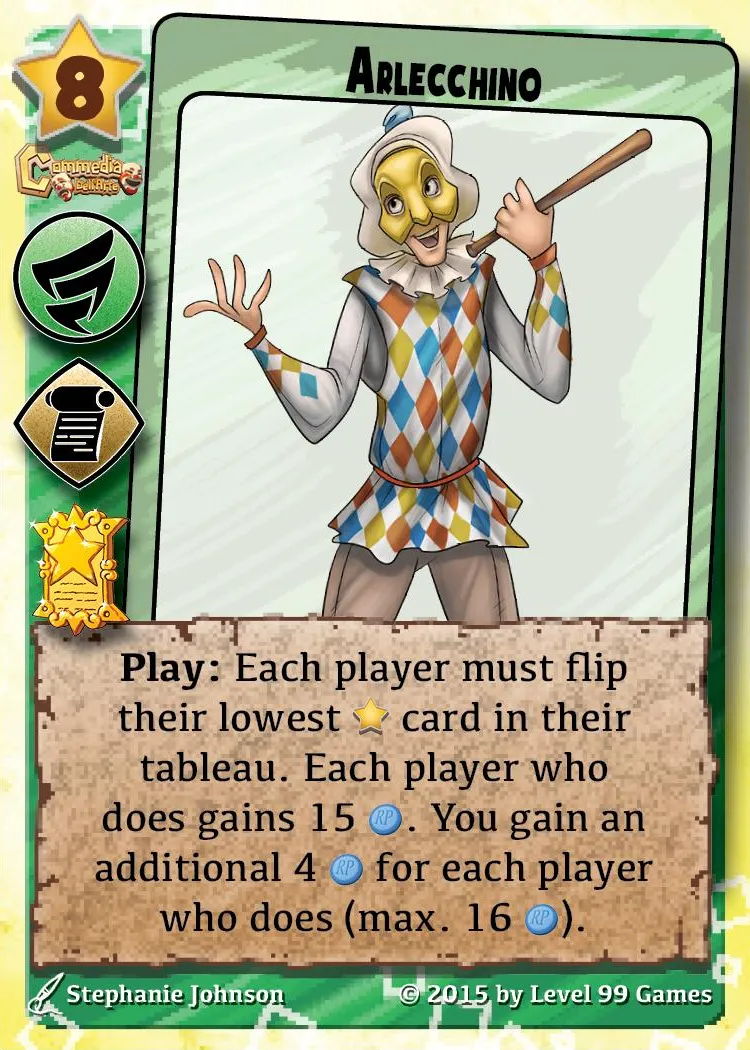 8
ARLECCHINO
Commedia
Dell'Arte
Play: Each player must flip
their lowest card in their
tableau. Each player who
does gains 15 RP. You gain an
additional 4 RP for each player
who does (max. 16 RP).
Stephanie Johnson
© 2015 by Level 99 Games